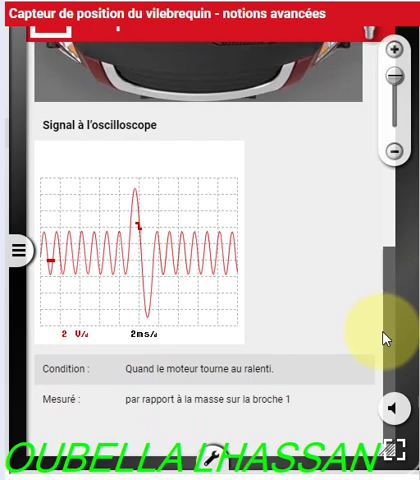 Capteur de position du vilebrequin - notions avancées
Signal à l'oscilloscope
2 V/d 2ms/d
Condition : Quand le moteur tourne au ralenti.
Mesuré : par rapport à la masse sur la broche 1
OUBELLA LHASSAN